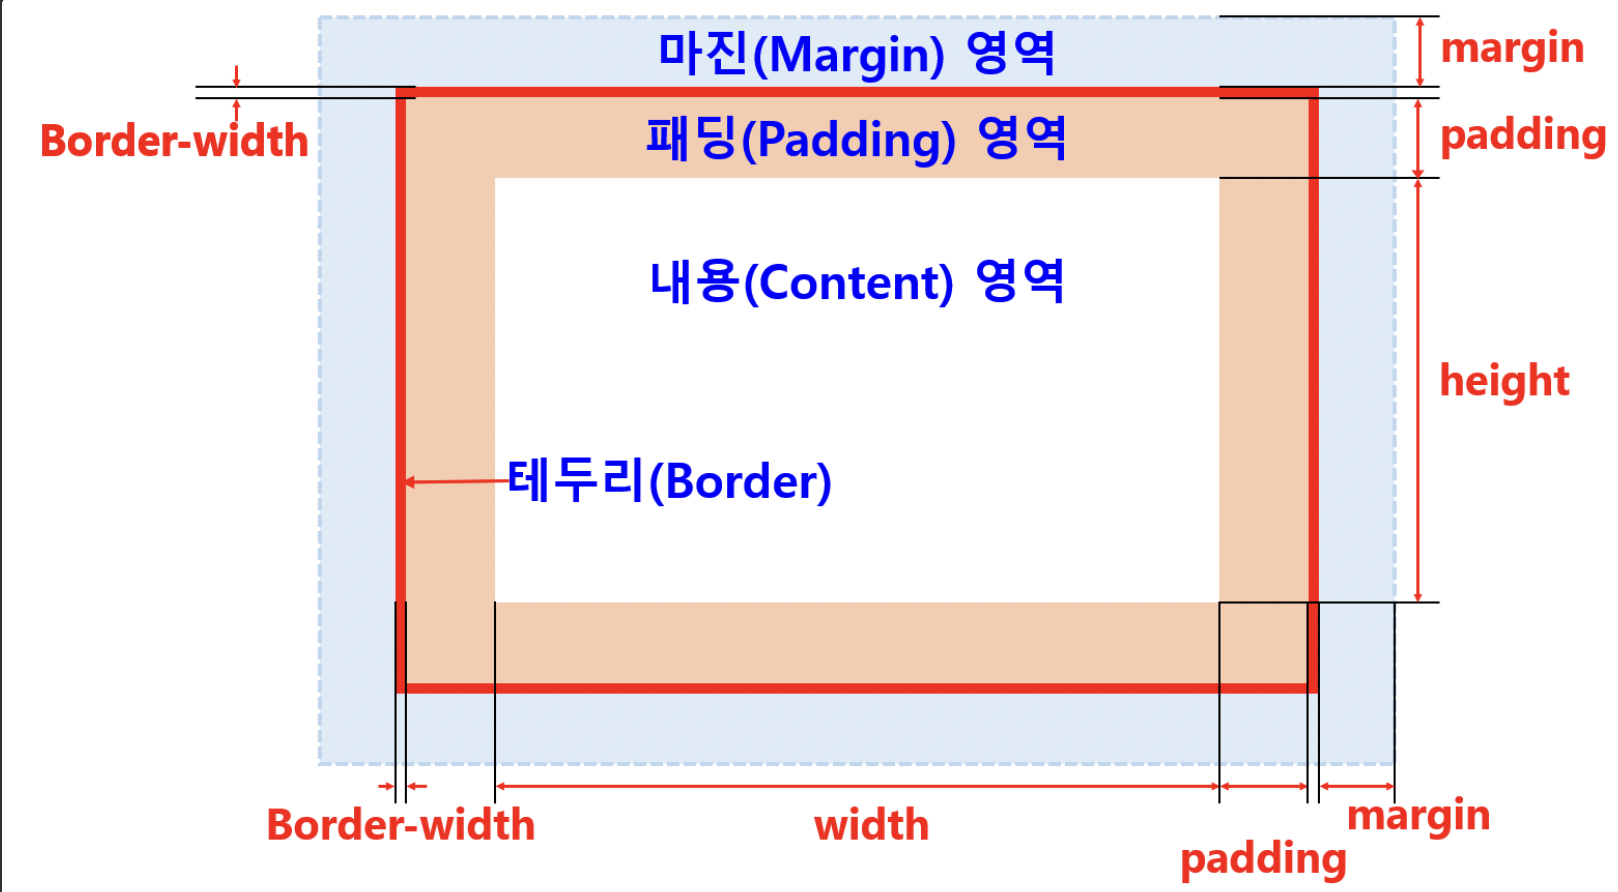 마진(Margin) 영역
margin
Border-width
패딩(Padding) 영역
padding
내용(Content) 영역
height
테두리(Border)
Border-width
width
margin
padding